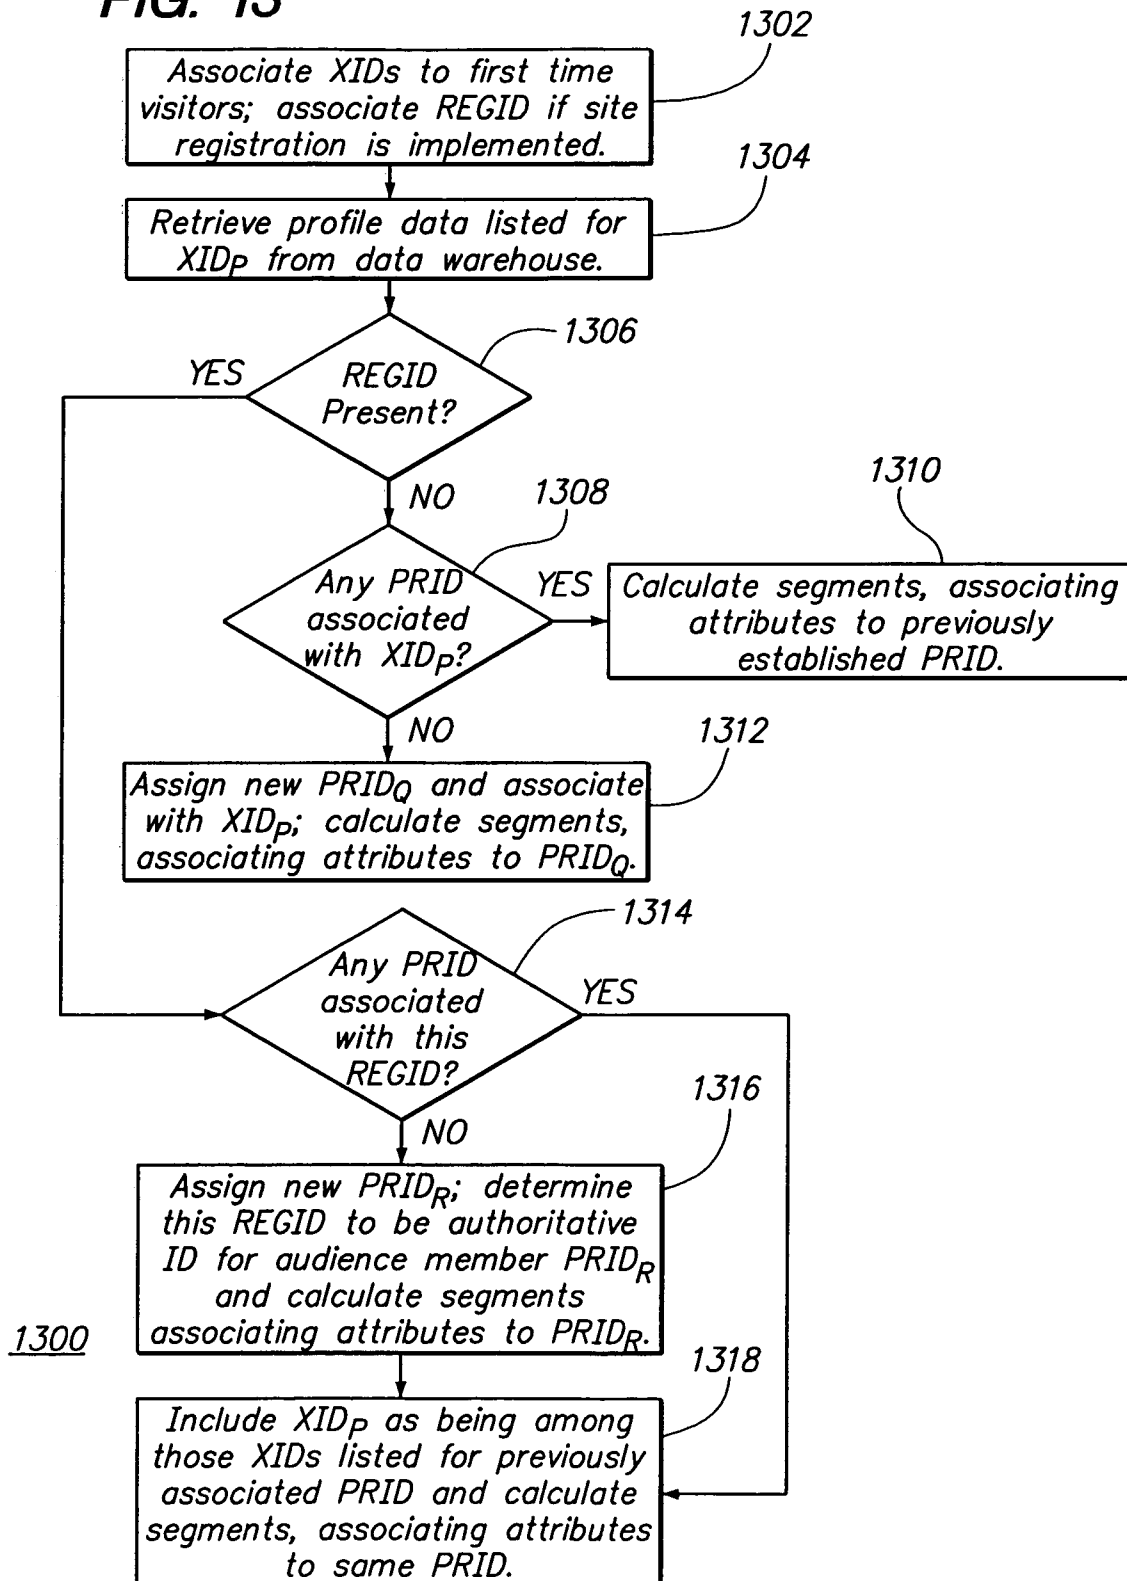 FIG. 13
1302
Associate XIDs to first time
visitors; associate REGID if site
registration is implemented.
1304
Retrieve profile data listed for
XIDP from data warehouse.
1306
YES
REGID
Present?
NO
1308
1310
Any PRID
associated
with XIDP?
YES
Calculate segments, associating
attributes to previously
established PRID.
NO
1312
Assign new PRIDQ and associate
with XIDP; calculate segments,
associating attributes to PRIDQ.
1314
Any PRID
associated
with this
REGID?
YES
NO
1316
Assign new PRIDR; determine
this REGID to be authoritative
ID for audience member PRIDR
and calculate segments
associating attributes to PRIDR.
1300
1318
Include XIDP as being among
those XIDs listed for previously
associated PRID and calculate
segments, associating attributes
to same PRID.